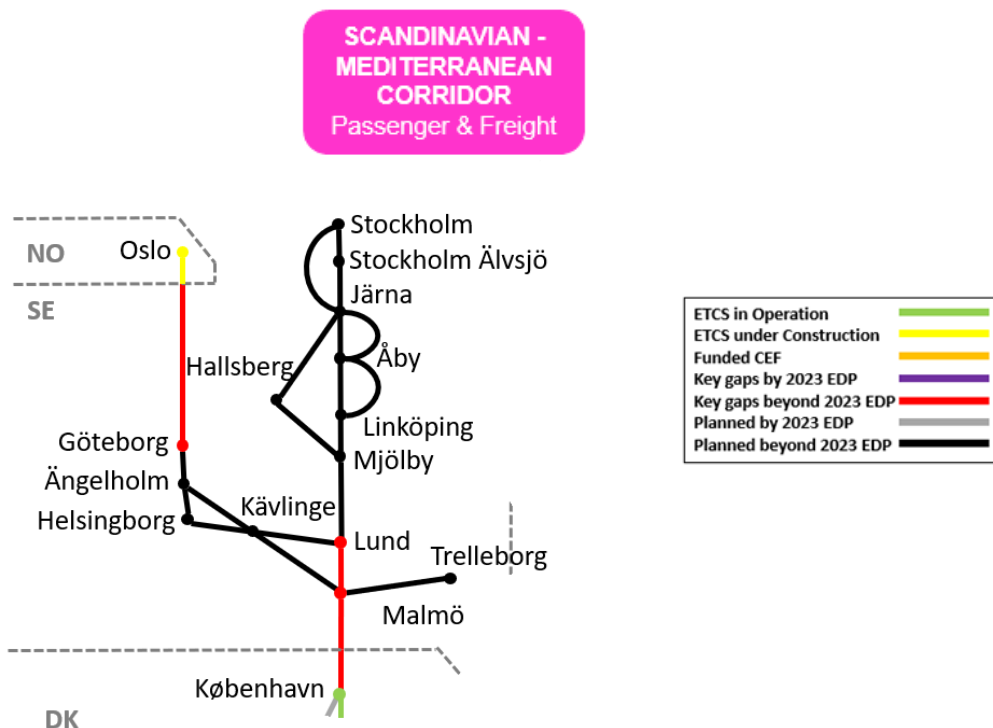 SCANDINAVIAN -
MEDITERRANEAN
CORRIDOR
Passenger & Freight
NO
Oslo
SE
Stockholm
Stockholm Älvsjö
Järna
Hallsberg
Åby
Linköping
Göteborg
Mjölby
Ängelholm
Kävlinge
Helsingborg
Lund
Trelleborg
Malmö
København
DK
ETCS in Operation
ETCS under Construction
Funded CEF
Key gaps by 2023 EDP
Key gaps beyond 2023 EDP
Planned by 2023 EDP
Planned beyond 2023 EDP